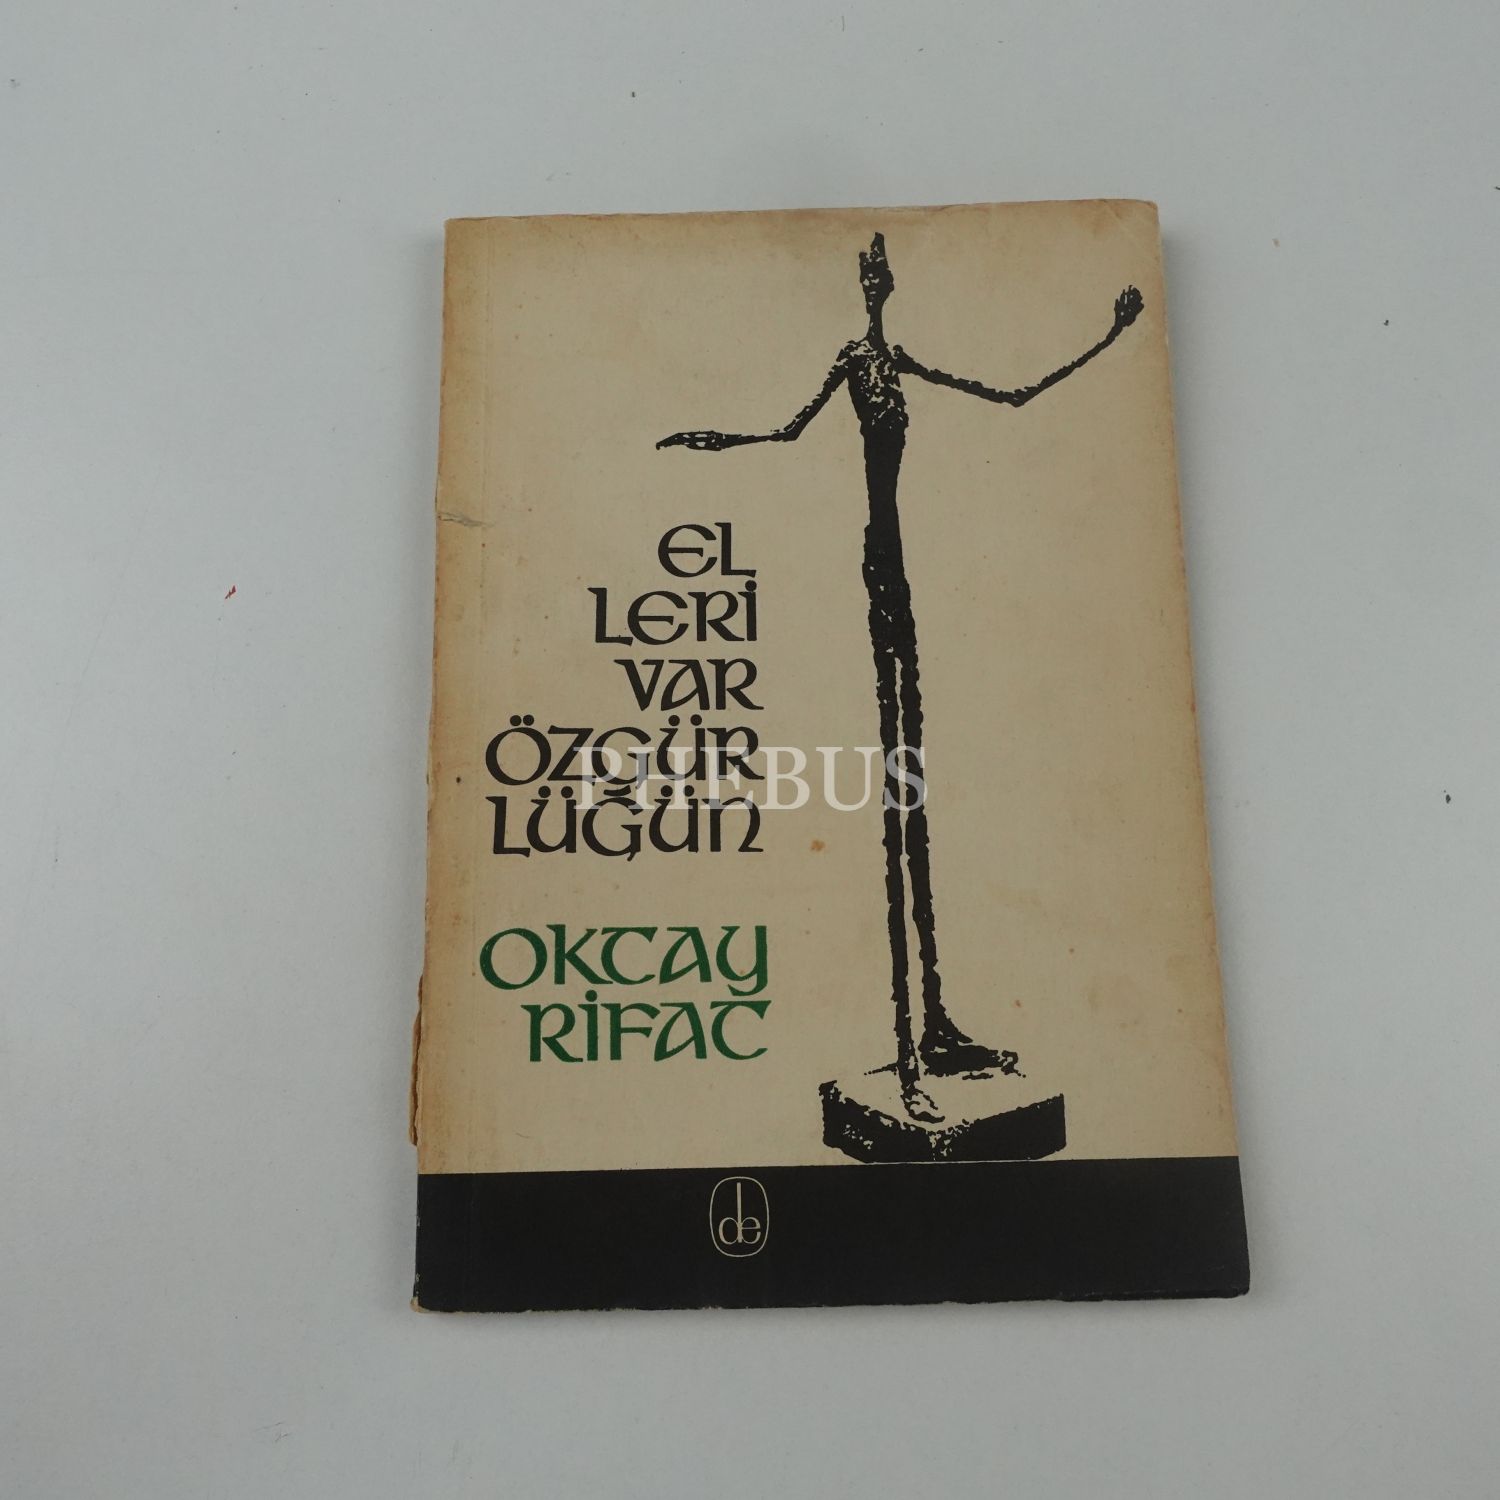 EL
LERİ
VAR
ÖZGÜR
LÜĞÜN
PHEBUS
OKTAY
RİFAT
de